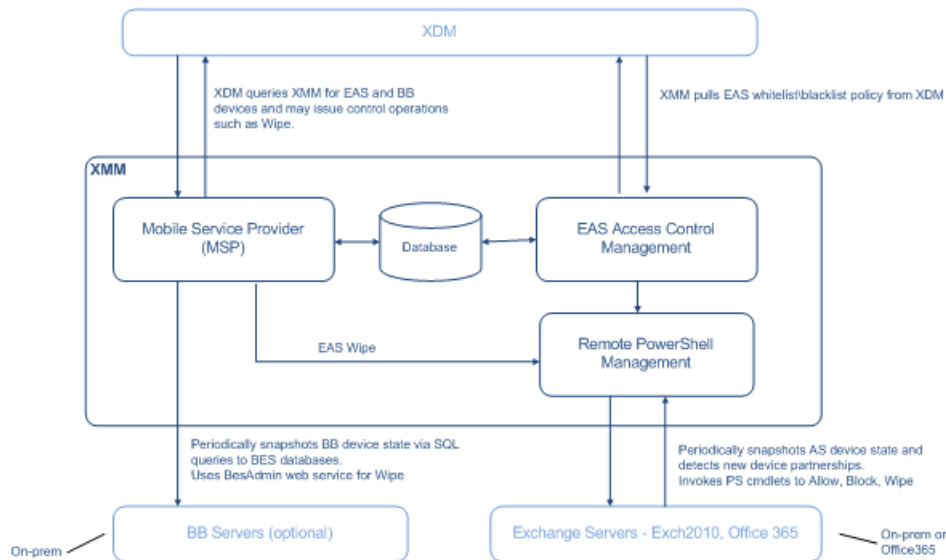 XDM
XDM queries XMM for EAS and BB
devices and may issue control operations
such as Wipe.
XMM pulls EAS whitelist\blacklist policy from XDM
XMM
Mobile Service Provider
(MSP)
Database
EAS Access Control
Management
Remote PowerShell
Management
EAS Wipe
Periodically snapshots BB device state via SQL
queries to BES databases.
Uses BesAdmin web service for Wipe
Periodically snapshots AS device state and
detects new device partnerships.
Invokes PS cmdlets to Allow, Block, Wipe
On-prem
BB Servers (optional)
Exchange Servers - Exch2010, Office 365
On-prem or
Office365